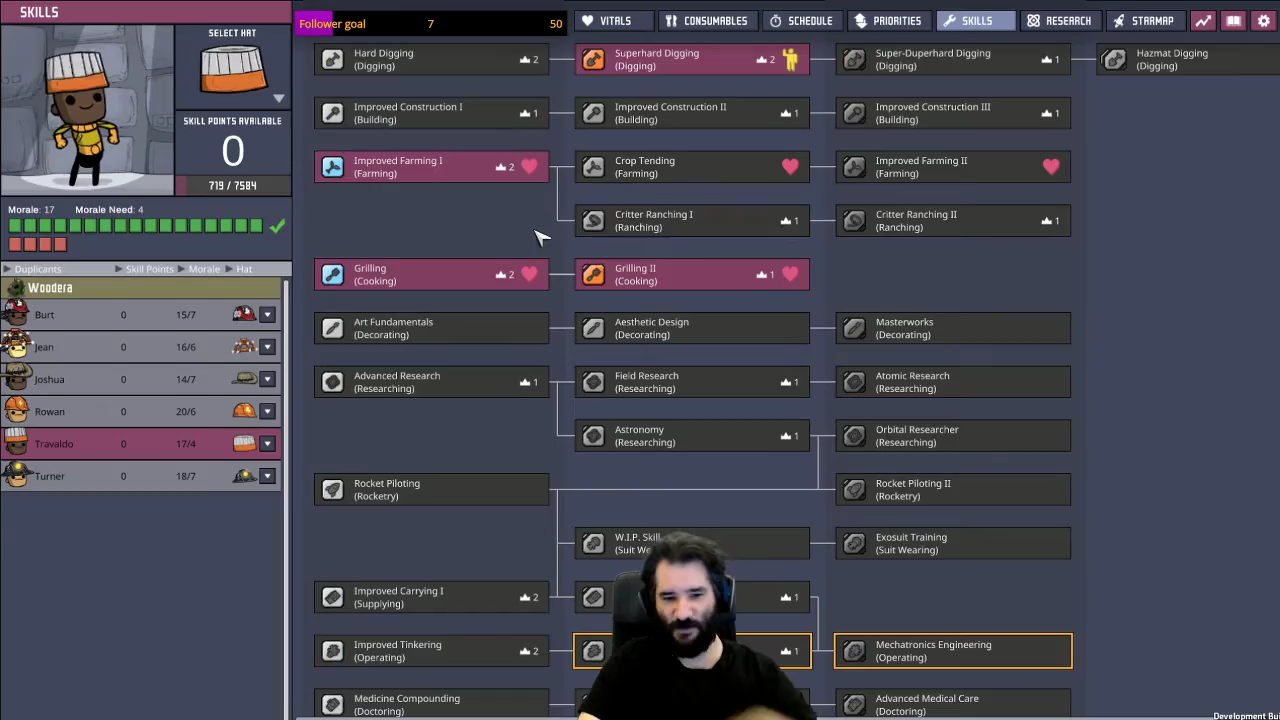 SKILLS
Follower goal 7 50
VITALS CONSUMABLES SCHEDULE PRIORITIES SKILLS RESEARCH STARMAP
SELECT HAT
SKILL POINTS AVAILABLE
0
719 / 7584
Morale: 17 Morale Need: 4
Duplicants Skill Points Morale Hat
Woodera
Burt 0 15/7
Jean 0 16/6
Joshua 0 14/7
Rowan 0 20/6
Travaldo 0 17/4
Turner 0 18/7
Hard Digging
(Digging)
2
Superhard Digging
(Digging)
2
Super-Duperhard Digging
(Digging)
1
Hazmat Digging
(Digging)
Improved Construction I
(Building)
1
Improved Construction II
(Building)
1
Improved Construction III
(Building)
1
Improved Farming I
(Farming)
2
Crop Tending
(Farming)
Improved Farming II
(Farming)
Critter Ranching I
(Ranching)
1
Critter Ranching II
(Ranching)
1
Grilling
(Cooking)
2
Grilling II
(Cooking)
1
Art Fundamentals
(Decorating)
Aesthetic Design
(Decorating)
Masterworks
(Decorating)
Advanced Research
(Researching)
1
Field Research
(Researching)
1
Atomic Research
(Researching)
Astronomy
(Researching)
1
Orbital Researcher
(Researching)
Rocket Piloting
(Rocketry)
Rocket Piloting II
(Rocketry)
W.I.P. Skill
(Suit We
Exosuit Training
(Suit Wearing)
Improved Carrying I
(Supplying)
2
1
Improved Tinkering
(Operating)
2
1
Mechatronics Engineering
(Operating)
Medicine Compounding
(Doctoring)
Advanced Medical Care
(Doctoring)
Development Bu